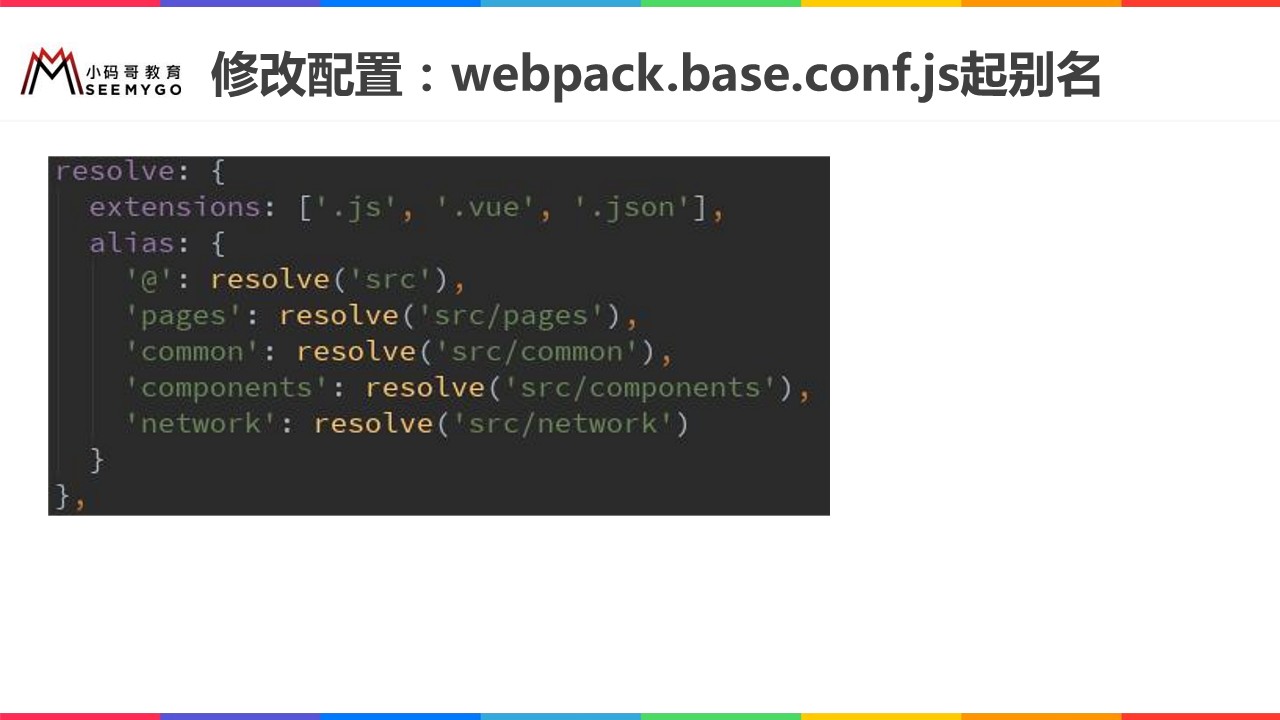 小码哥教育
SEEMYGO
修改配置：webpack.base.conf.js起别名
resolve: {
  extensions: ['.js', '.vue', '.json'],
  alias: {
    '@': resolve('src'),
    'pages': resolve('src/pages'),
    'common': resolve('src/common'),
    'components': resolve('src/components'),
    'network': resolve('src/network')
  }
},